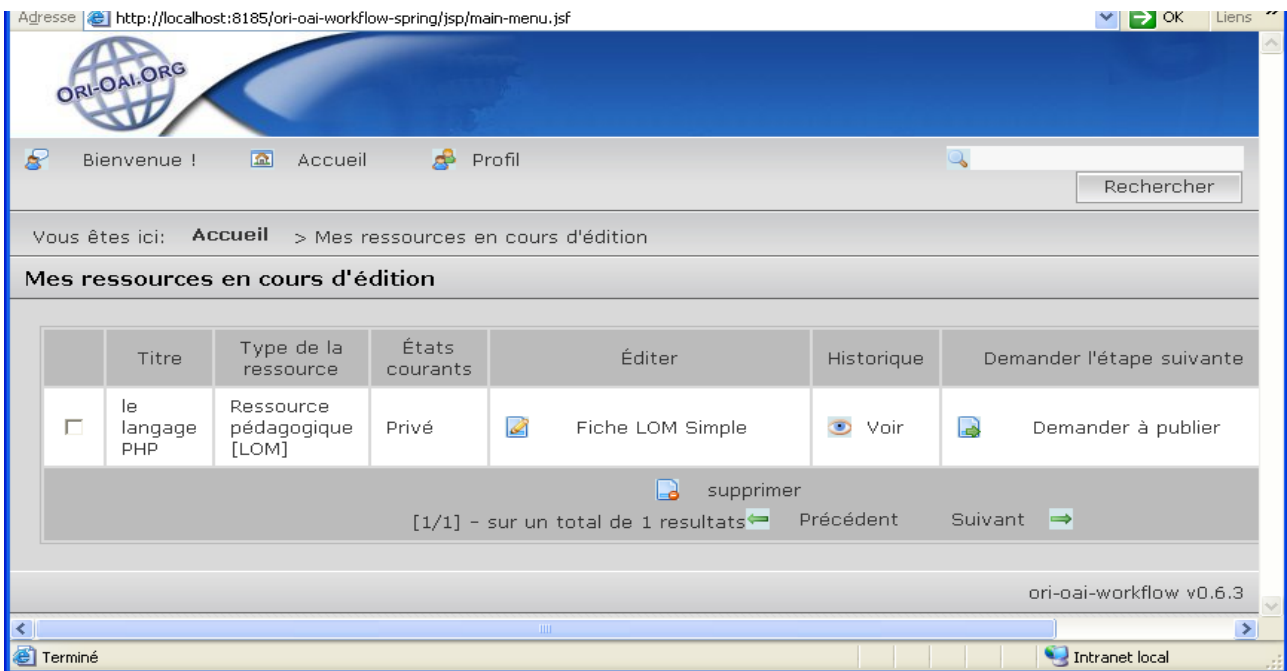 Adresse http://localhost:8185/ori-oai-workflow-spring/jsp/main-menu.jsf OK Liens »
ORI-OAI.ORG
Bienvenue ! Accueil Profil
Rechercher
Vous êtes ici: Accueil > Mes ressources en cours d'édition
Mes ressources en cours d'édition
Titre
Type de la
ressource
États
courants
Éditer
Historique
Demander l'étape suivante
le
langage
PHP
Ressource
pédagogique
[LOM]
Privé
Fiche LOM Simple
Voir
Demander à publier
supprimer
[1/1] - sur un total de 1 resultats Précédent Suivant
ori-oai-workflow v0.6.3
Terminé Intranet local